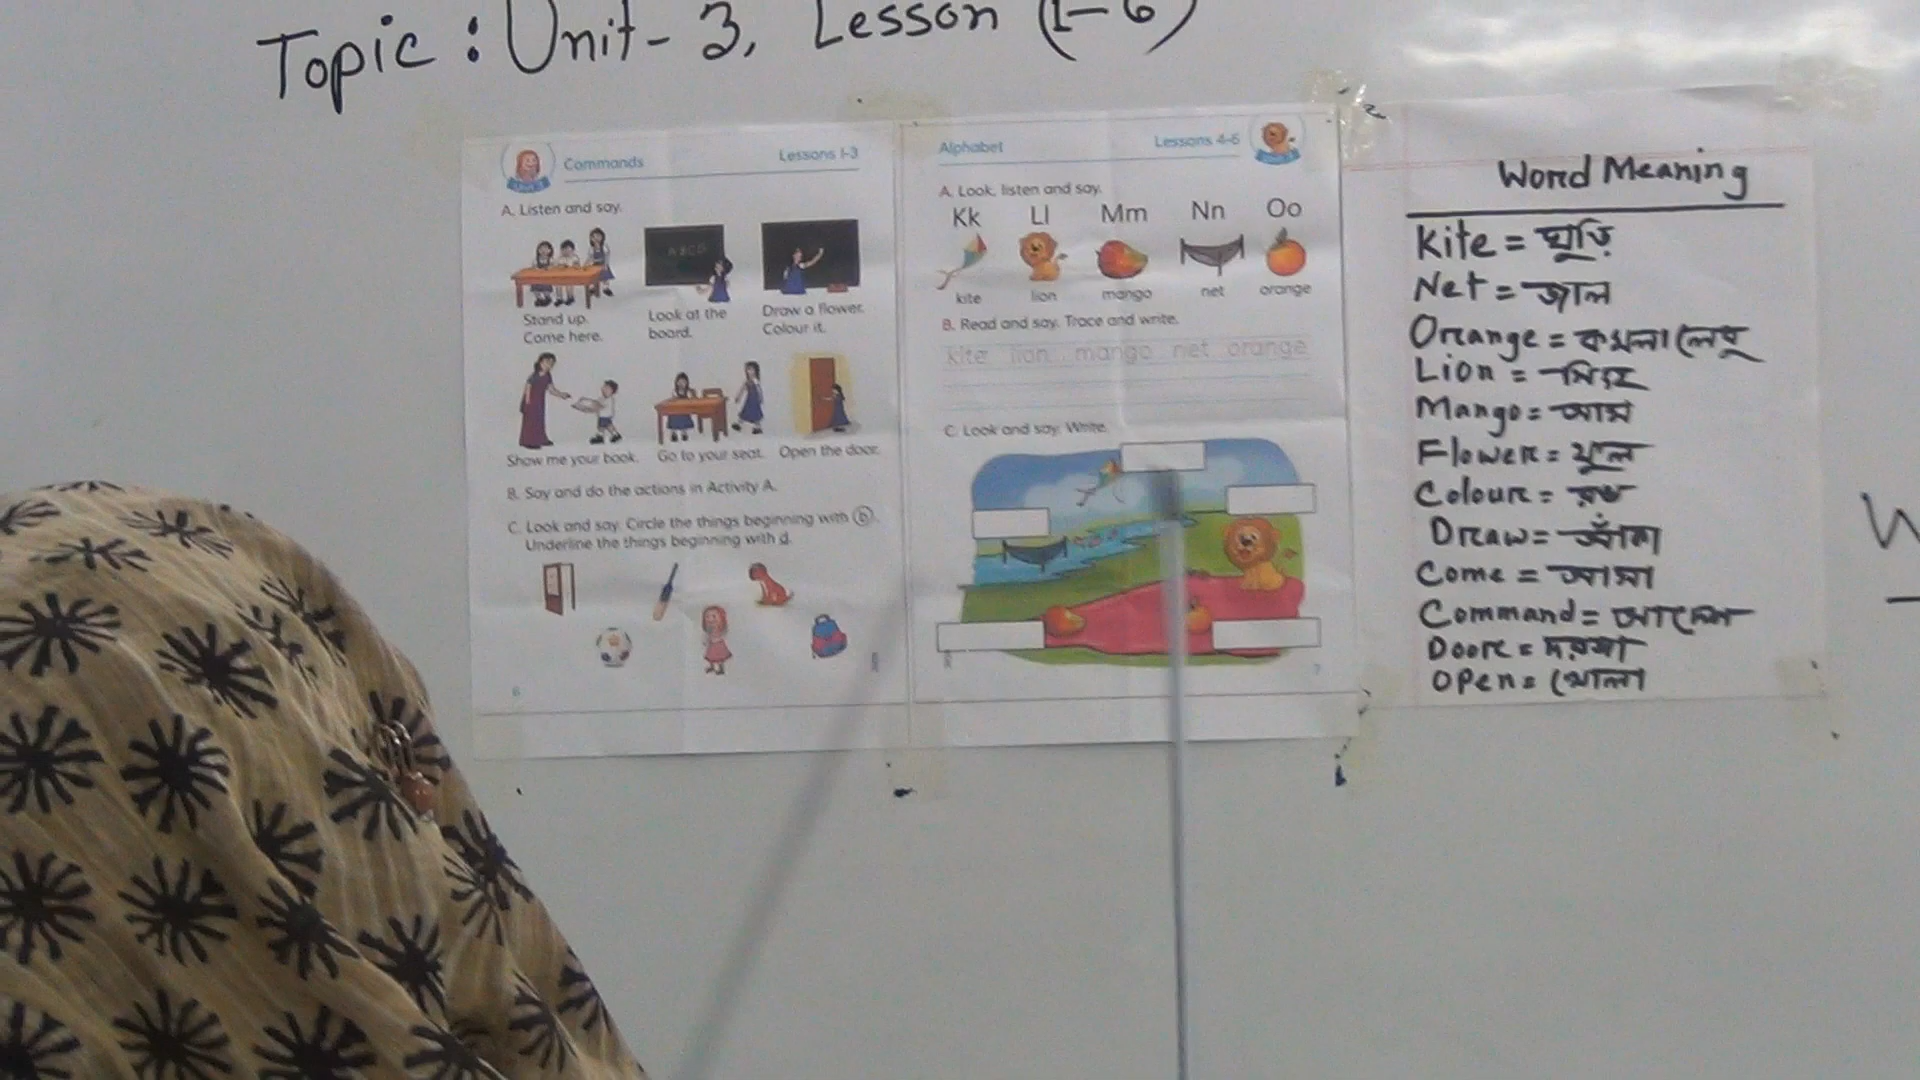 Topic: Unit-3, Lesson (1-6)
Commands Lessons 1-3
A. Listen and say.
ABCD
Stand up.
Come here.
Look at the
board.
Draw a flower.
Colour it.
Show me your book.
Go to your seat.
Open the door.
B. Say and do the actions in Activity A.
C. Look and say. Circle the things beginning with b.
Underline the things beginning with d.
6
Alphabet Lessons 4-6
A. Look, listen and say.
Kk Ll Mm Nn Oo
kite lion mango net orange
B. Read and say. Trace and write.
kite lion mango net orange
C. Look and say. Write.
7
Word Meaning
Kite = ঘুড়ি
Net = জাল
Orange = কমলা লেবু
Lion = সিংহ
Mango = আম
Flower = ফুল
Colour = রঙ
Draw = আঁকা
Come = আসা
Command = আদেশ
Door = দরজা
Open = খোলা
W